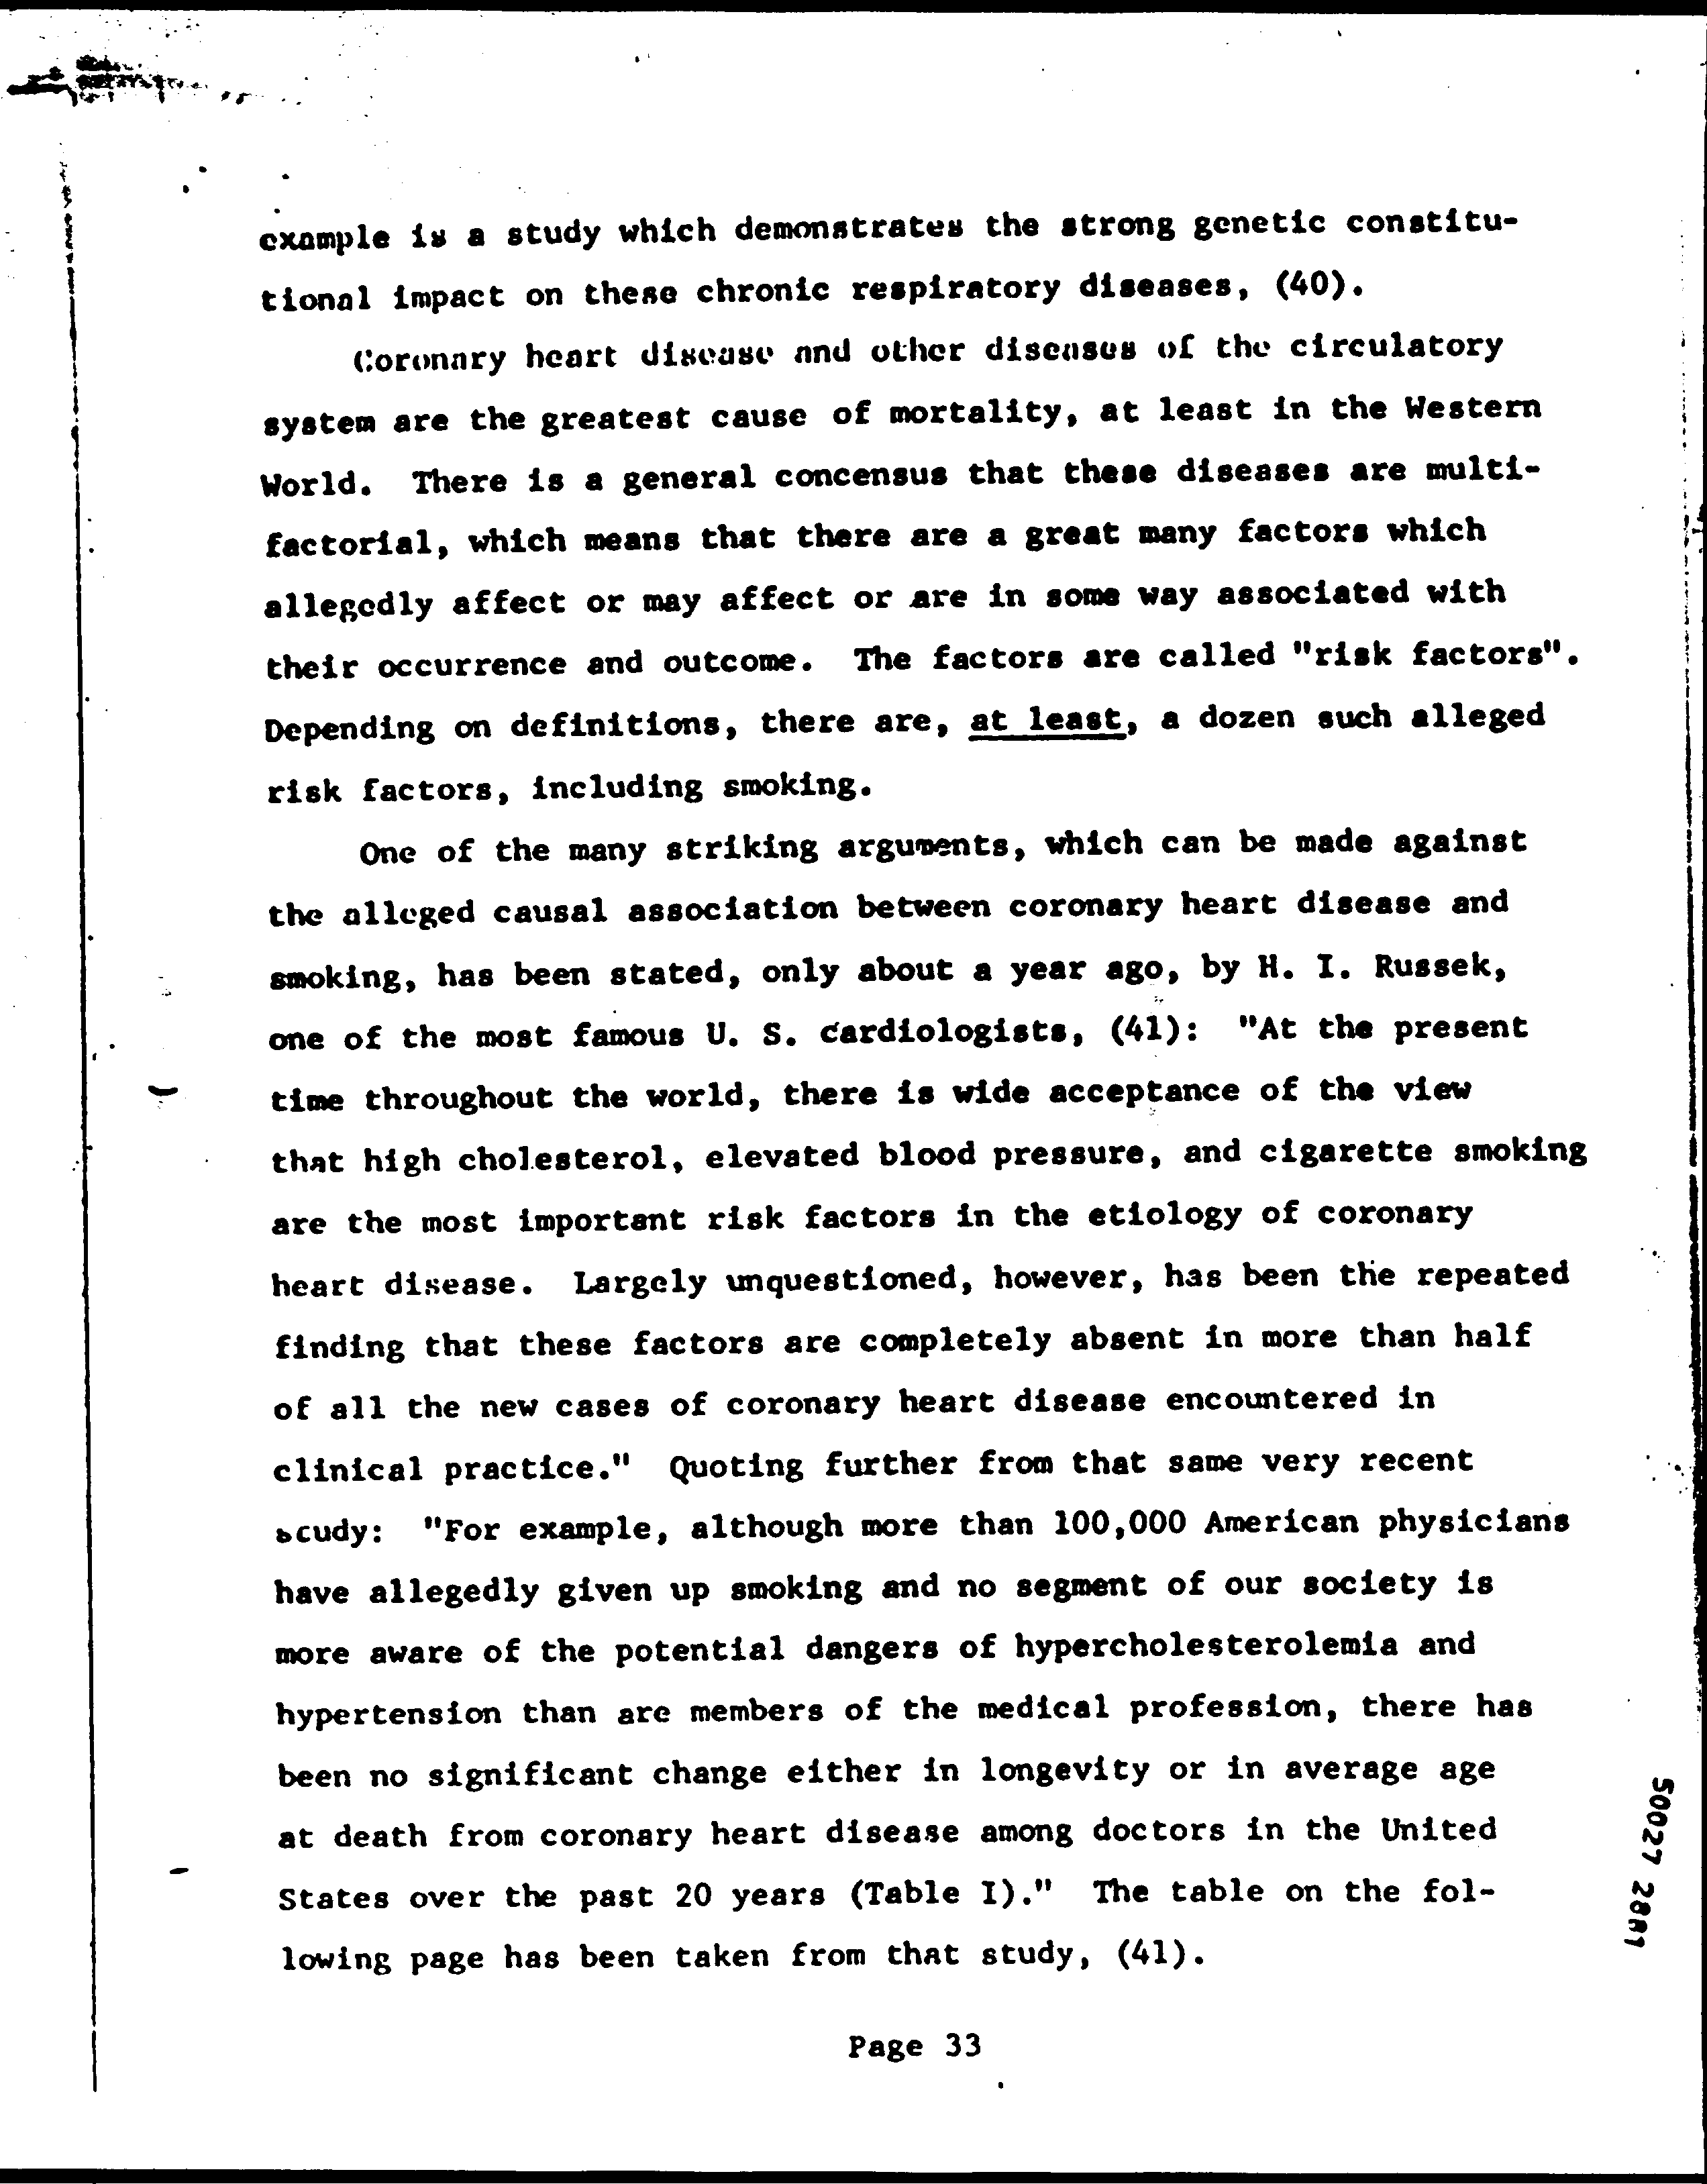 example is a study which demonstrates the strong genetic constitu-
tional impact on these chronic respiratory diseases, (40).
Coronary heart disease and other diseases of the circulatory
system are the greatest cause of mortality, at least in the Western
World. There is a general concensus that these diseases are multi-
factorial, which means that there are a great many factors which
allegedly affect or may affect or are in some way associated with
their occurrence and outcome. The factors are called "risk factors".
Depending on definitions, there are, at least, a dozen such alleged
risk factors, including smoking.
One of the many striking arguments, which can be made against
the alleged causal association between coronary heart disease and
smoking, has been stated, only about a year ago, by H. I. Russek,
one of the most famous U. S. cardiologists, (41): "At the present
time throughout the world, there is wide acceptance of the view
that high cholesterol, elevated blood pressure, and cigarette smoking
are the most important risk factors in the etiology of coronary
heart disease. Largely unquestioned, however, has been the repeated
finding that these factors are completely absent in more than half
of all the new cases of coronary heart disease encountered in
clinical practice." Quoting further from that same very recent
study: "For example, although more than 100,000 American physicians
have allegedly given up smoking and no segment of our society is
more aware of the potential dangers of hypercholesterolemia and
hypertension than are members of the medical profession, there has
been no significant change either in longevity or in average age
at death from coronary heart disease among doctors in the United
States over the past 20 years (Table I)." The table on the fol-
lowing page has been taken from that study, (41).
Page 33
50027 2881